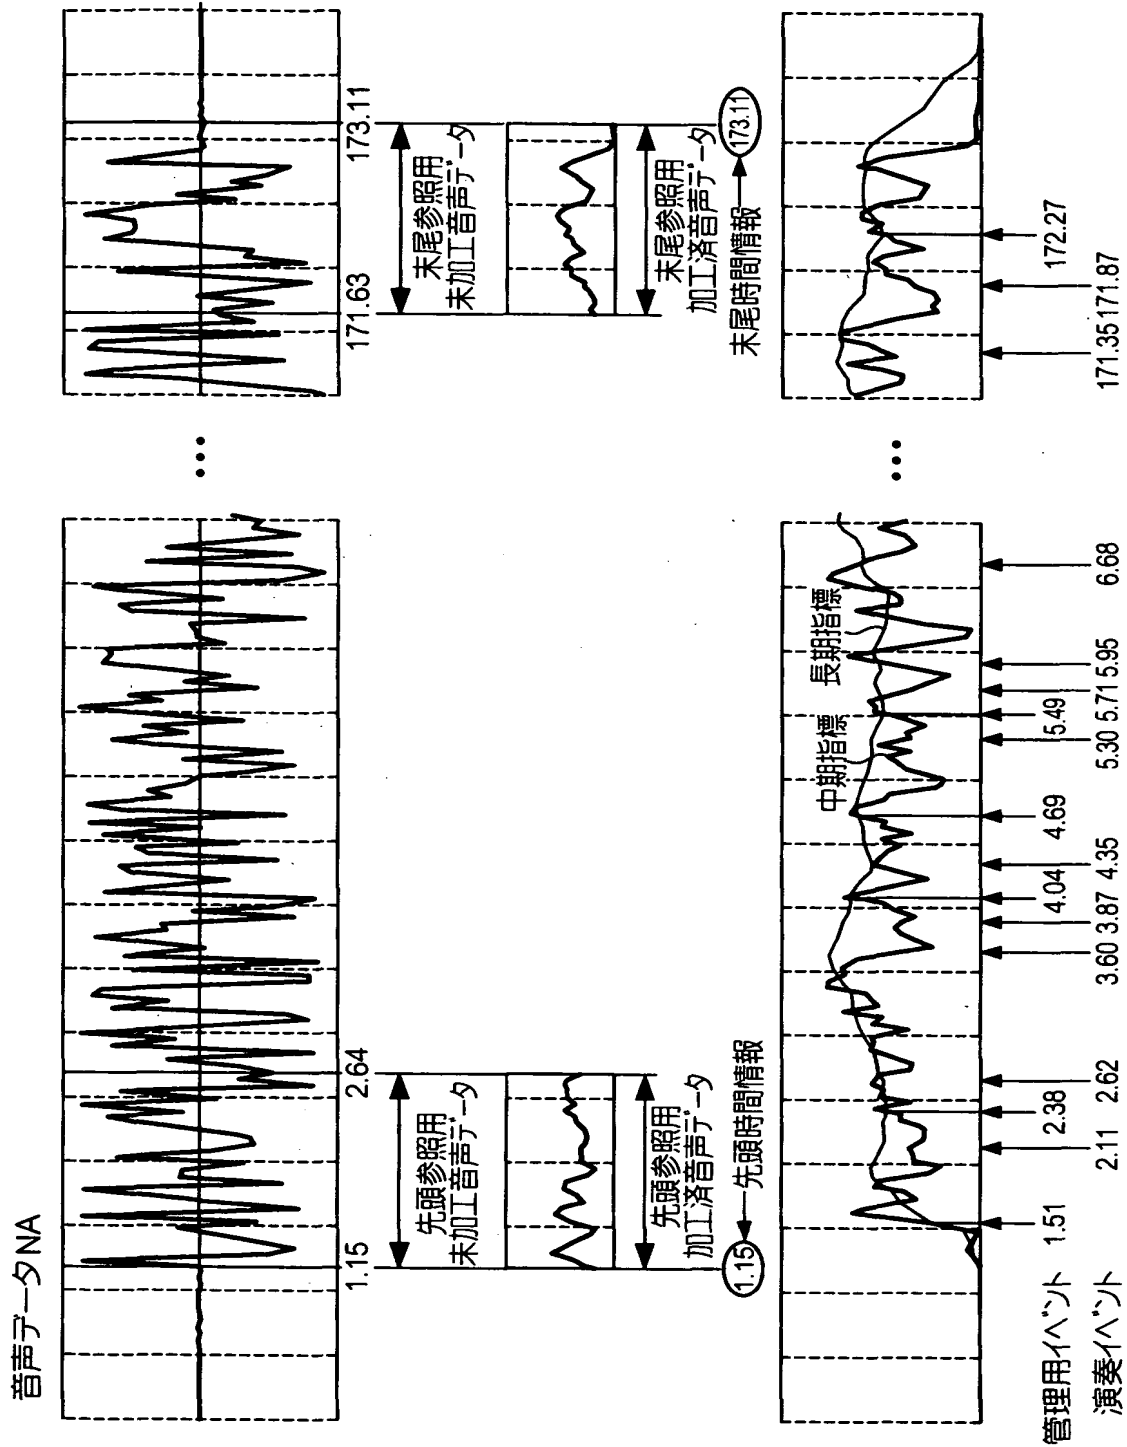 音声データNA
1.15
2.64
171.63
173.11
先頭参照用
未加工音声データ
末尾参照用
未加工音声データ
先頭参照用
加工済音声データ
末尾参照用
加工済音声データ
1.15
先頭時間情報
末尾時間情報
173.11
中期指標
長期指標
管理用イベント
1.51
2.38
4.04
4.69
5.49
172.27
演奏イベント
2.11
2.62
3.60
3.87
4.35
5.30
5.71
5.95
6.68
171.35
171.87